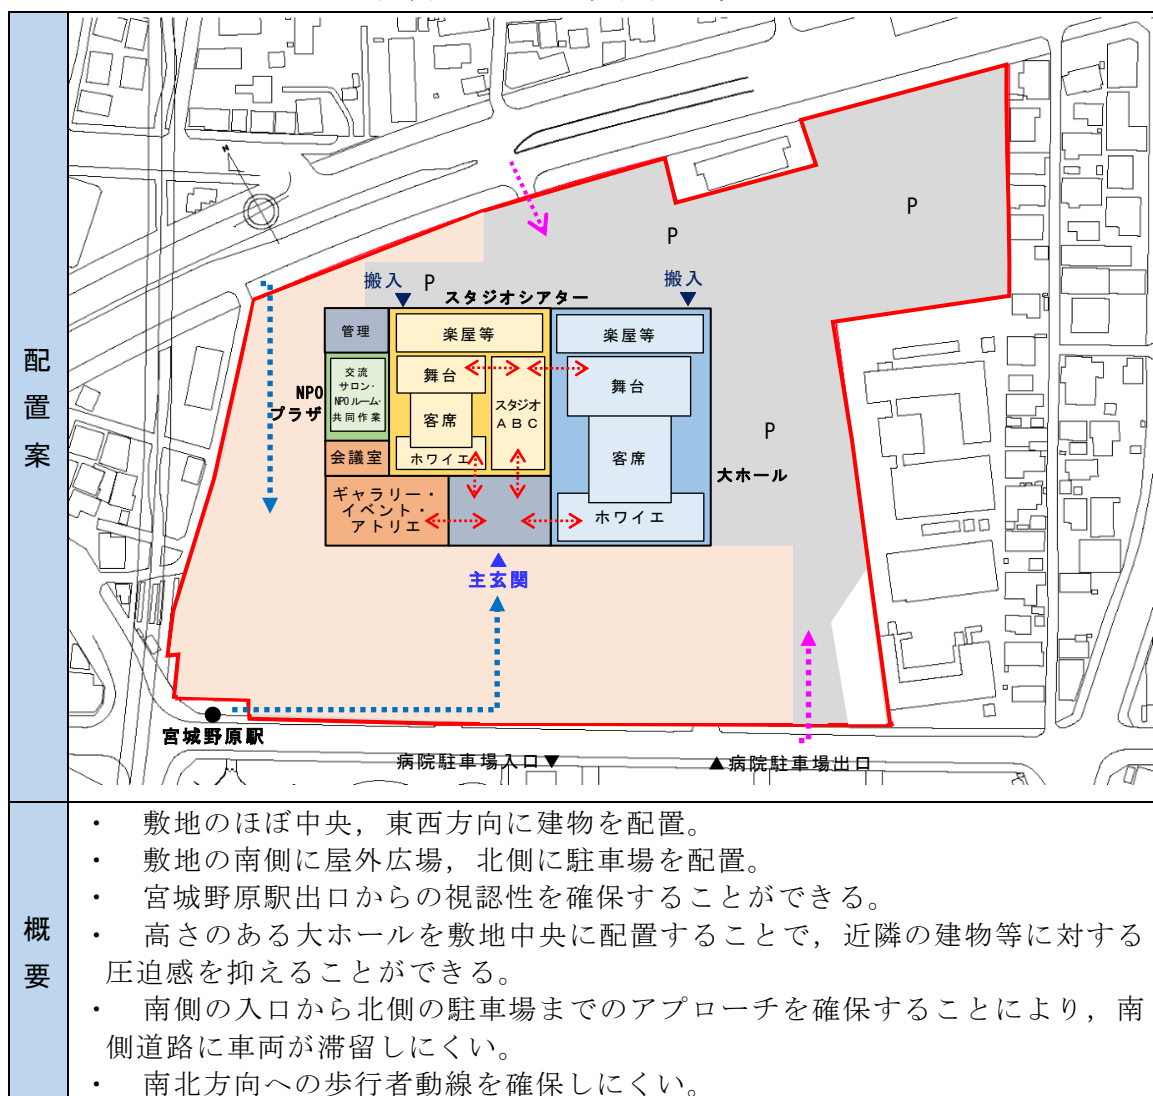 配置案
N
P
P
搬入
P
搬入
スタジオシアター
管理
楽屋等
楽屋等
交流
サロン・
NPOルーム・
共同作業
NPO
プラザ
舞台
スタジオ
ABC
舞台
客席
客席
P
会議室
ホワイエ
大ホール
ギャラリー・
イベント・
アトリエ
ホワイエ
主玄関
宮城野原駅
病院駐車場入口▼
▲病院駐車場出口
概要
・ 敷地のほぼ中央，東西方向に建物を配置。
・ 敷地の南側に屋外広場，北側に駐車場を配置。
・ 宮城野原駅出口からの視認性を確保することができる。
・ 高さのある大ホールを敷地中央に配置することで，近隣の建物等に対する
圧迫感を抑えることができる。
・ 南側の入口から北側の駐車場までのアプローチを確保することにより，南
側道路に車両が滞留しにくい。
・ 南北方向への歩行者動線を確保しにくい。